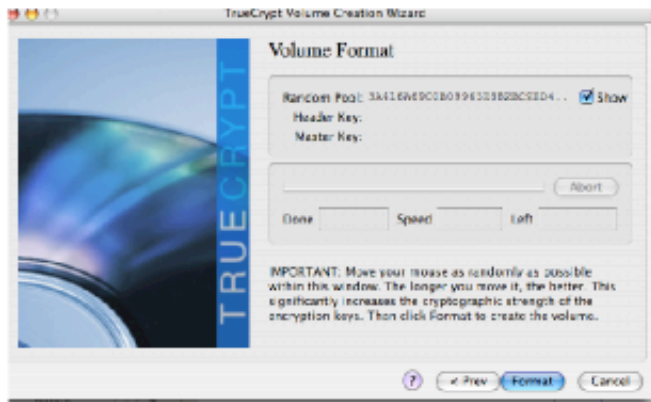 TrueCrypt Volume Creation Wizard
TRUECRYPT
Volume Format
Random Pool: Show
Header Key:
Master Key:
Abort
Done Speed Left
IMPORTANT: Move your mouse as randomly as possible
within this window. The longer you move it, the better. This
significantly increases the cryptographic strength of the
encryption keys. Then click Format to create the volume.
? < Prev Format Cancel